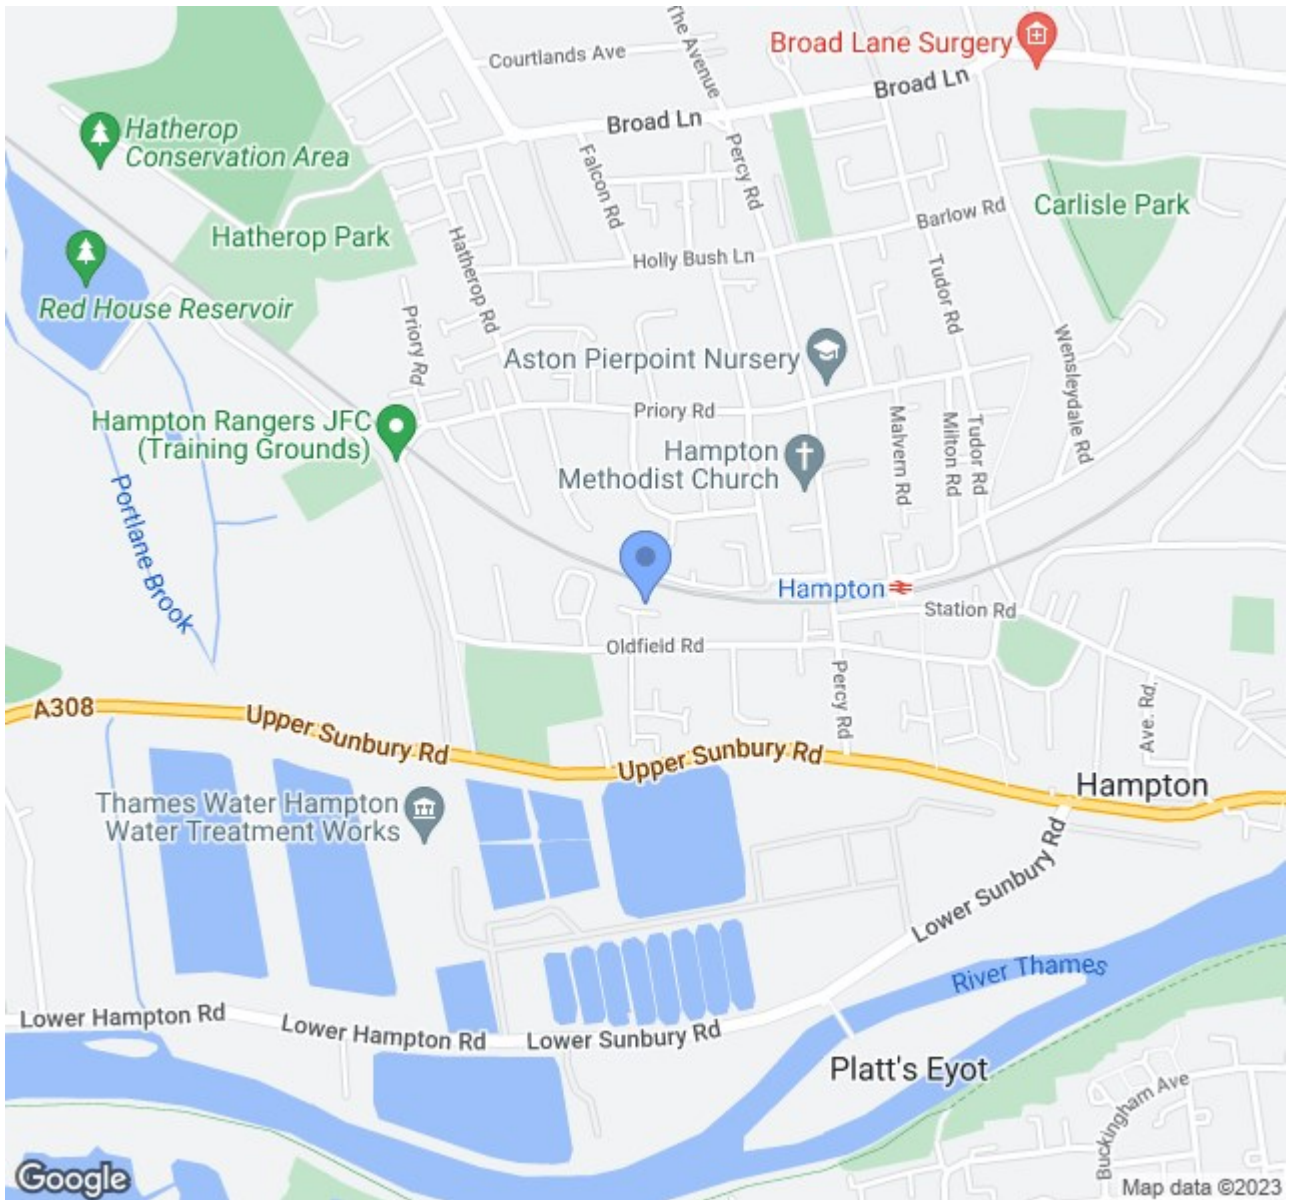 The Avenue
Courtlands Ave
Broad Lane Surgery
Broad Ln
Broad Ln
Hatherop
Conservation Area
Falcon Rd
Percy Rd
Carlisle Park
Barlow Rd
Hatherop Park
Hatherop Rd
Holly Bush Ln
Tudor Rd
Red House Reservoir
Priory Rd
Wensleydale Rd
Aston Pierpoint Nursery
Priory Rd
Hampton Rangers JFC
(Training Grounds)
Malvern Rd
Milton Rd
Tudor Rd
Hampton
Methodist Church
Portlane Brook
Hampton
Station Rd
Oldfield Rd
Percy Rd
Ave. Rd.
A308
Upper Sunbury Rd
Upper Sunbury Rd
Hampton
Thames Water Hampton
Water Treatment Works
Lower Sunbury Rd
River Thames
Lower Hampton Rd
Lower Hampton Rd
Lower Sunbury Rd
Platt's Eyot
Buckingham Ave
Google
Map data ©2023